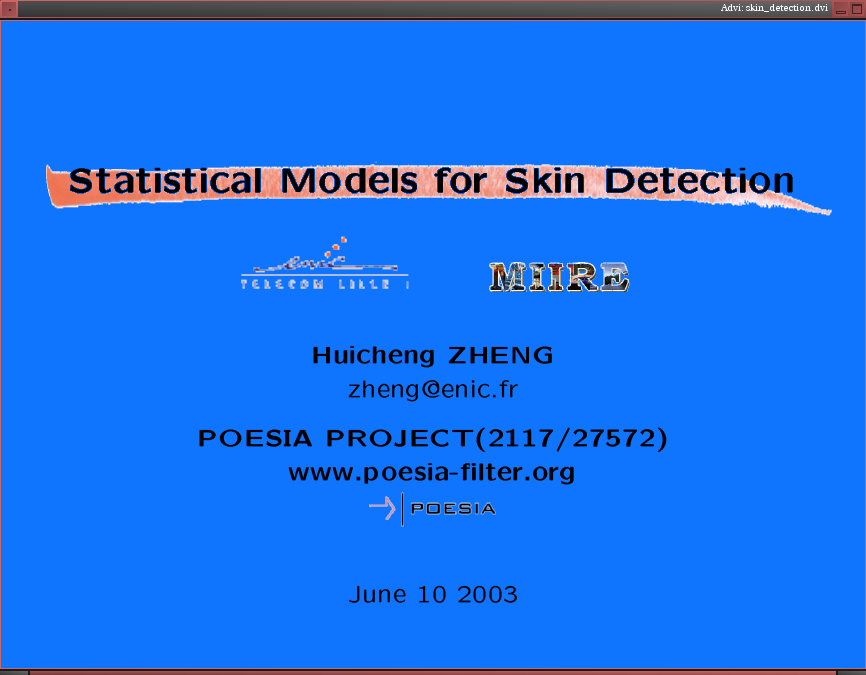 Advi: skin_detection.dvi
Statistical Models for Skin Detection
enic
TELECOM LILLE 1
MIIRE
Huicheng ZHENG
zheng@enic.fr
POESIA PROJECT(2117/27572)
www.poesia-filter.org
POESIA
June 10 2003